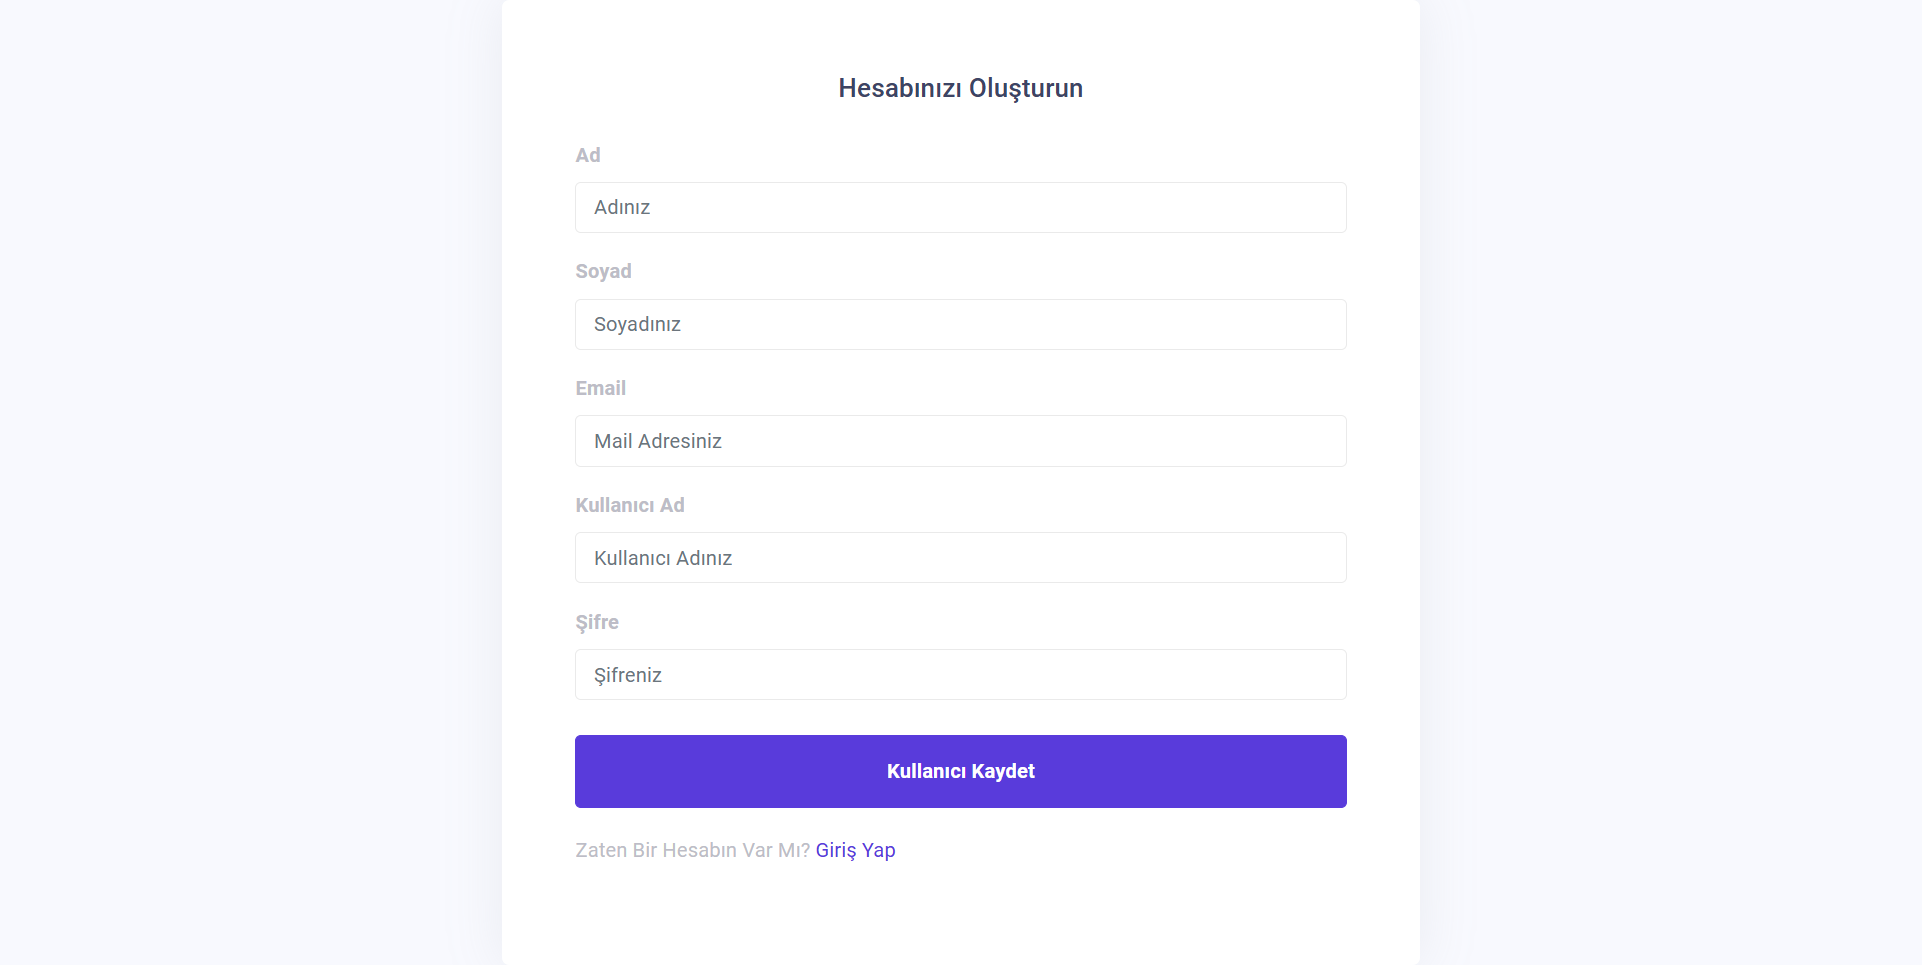 Hesabınızı Oluşturun
Ad
Adınız
Soyad
Soyadınız
Email
Mail Adresiniz
Kullanıcı Ad
Kullanıcı Adınız
Şifre
Şifreniz
Kullanıcı Kaydet
Zaten Bir Hesabın Var Mı? Giriş Yap